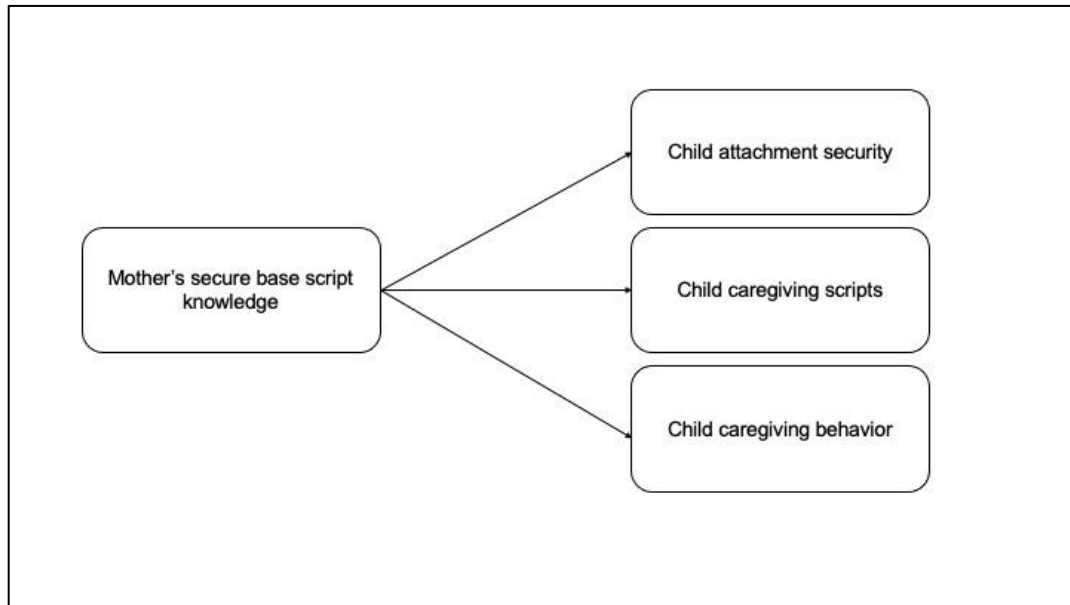 Child attachment security
Mother's secure base script
knowledge
Child caregiving scripts
Child caregiving behavior